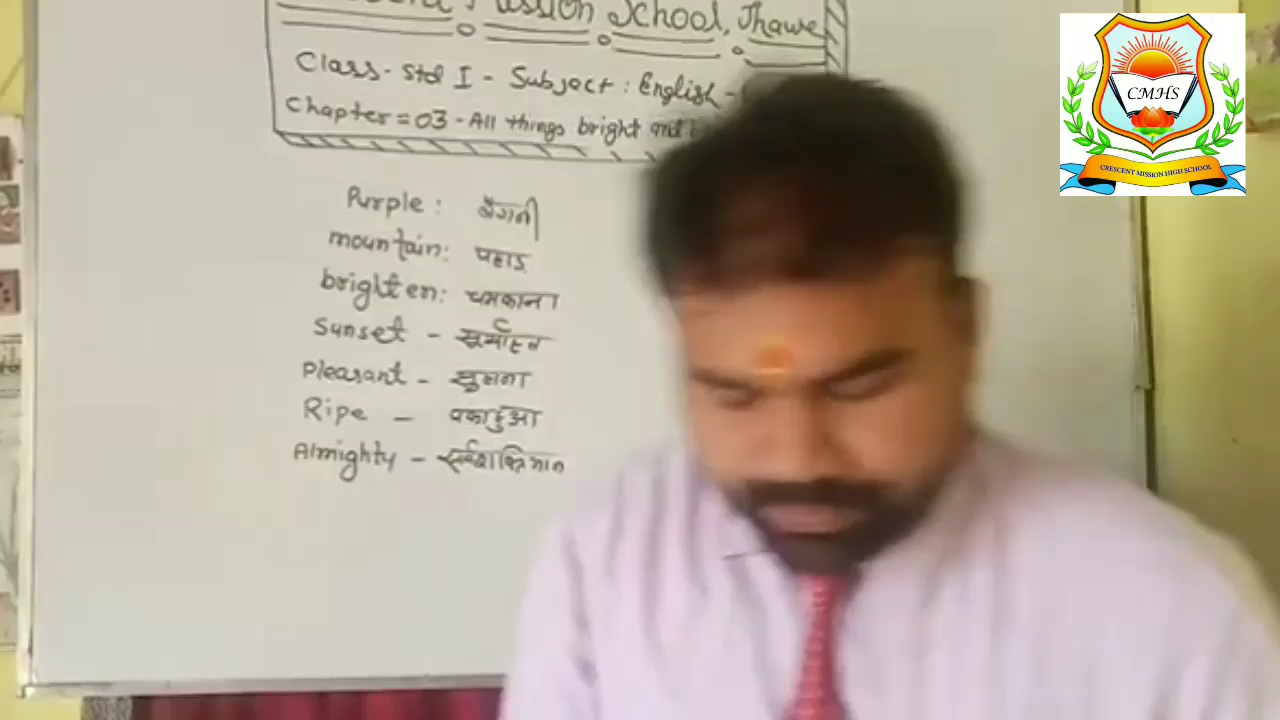 Mission School, Thawe
Class - Std I - Subject : English -
Chapter = 03 - All things bright and
Purple : बैगनी
mountain: पहाड़
brighten: चमकाना
Sunset - सूर्यास्त
Pleasant - सुहाना
Ripe - पका हुआ
Almighty - सर्वशक्तिमान
CMHS
CRESCENT MISSION HIGH SCHOOL